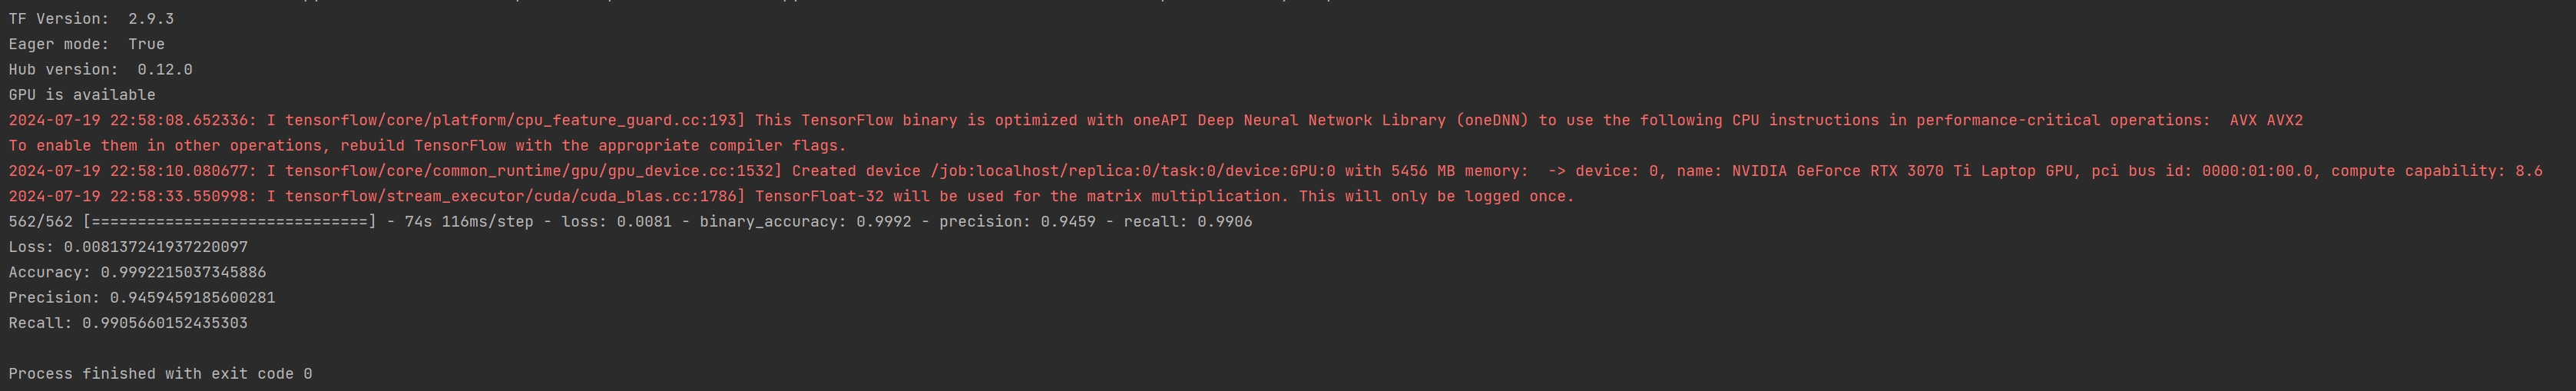 TF Version:  2.9.3
Eager mode:  True
Hub version:  0.12.0
GPU is available
2024-07-19 22:58:08.652336: I tensorflow/core/platform/cpu_feature_guard.cc:193] This TensorFlow binary is optimized with oneAPI Deep Neural Network Library (oneDNN) to use the following CPU instructions in performance-critical operations:  AVX AVX2
To enable them in other operations, rebuild TensorFlow with the appropriate compiler flags.
2024-07-19 22:58:10.080677: I tensorflow/core/common_runtime/gpu/gpu_device.cc:1532] Created device /job:localhost/replica:0/task:0/device:GPU:0 with 5456 MB memory:  -> device: 0, name: NVIDIA GeForce RTX 3070 Ti Laptop GPU, pci bus id: 0000:01:00.0, compute capability: 8.6
2024-07-19 22:58:33.550998: I tensorflow/stream_executor/cuda/cuda_blas.cc:1786] TensorFloat-32 will be used for the matrix multiplication. This will only be logged once.
562/562 [==============================] - 74s 116ms/step - loss: 0.0081 - binary_accuracy: 0.9992 - precision: 0.9459 - recall: 0.9906
Loss: 0.008137241937220097
Accuracy: 0.9992215037345886
Precision: 0.9459459185600281
Recall: 0.9905660152435303
Process finished with exit code 0